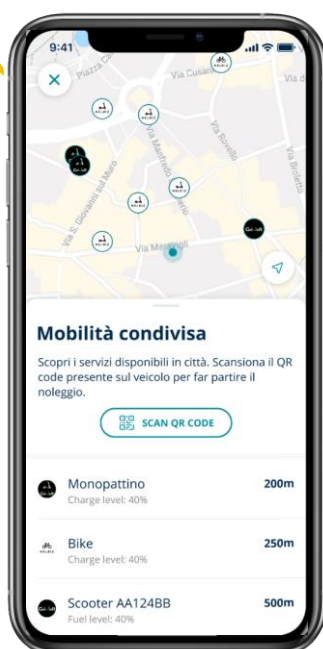 9:41
Piazza
Via Cusani
Via Rovello
Via Broletto
Via S. Giovanni sul Muro
Via Meravigli
Mobilità condivisa
Scopri i servizi disponibili in città. Scansiona il QR
code presente sul veicolo per far partire il
noleggio.
SCAN QR CODE
Monopattino 200m
Charge level: 40%
Bike 250m
Charge level: 40%
Scooter AA124BB 500m
Fuel level: 40%